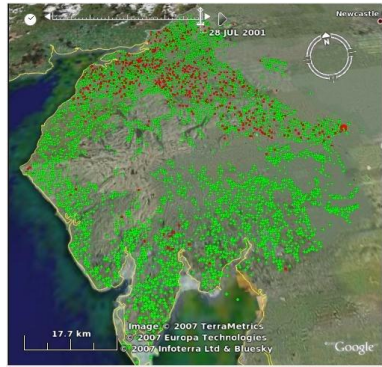 Newcastle
28 JUL 2001
N
17.7 km
Image © 2007 TerraMetrics
© 2007 Europa Technologies
© 2007 Infoterra Ltd & Bluesky
Google